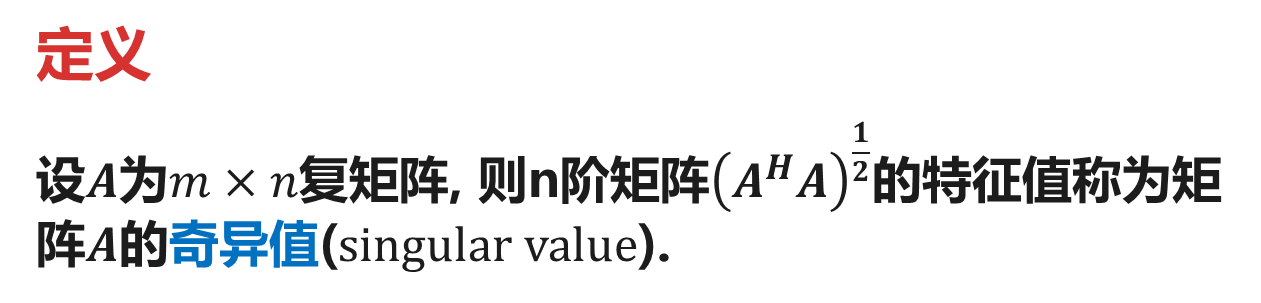 定义
设A为m × n复矩阵, 则n阶矩阵(A^H A)^{1/2}的特征值称为矩
阵A的奇异值(singular value).